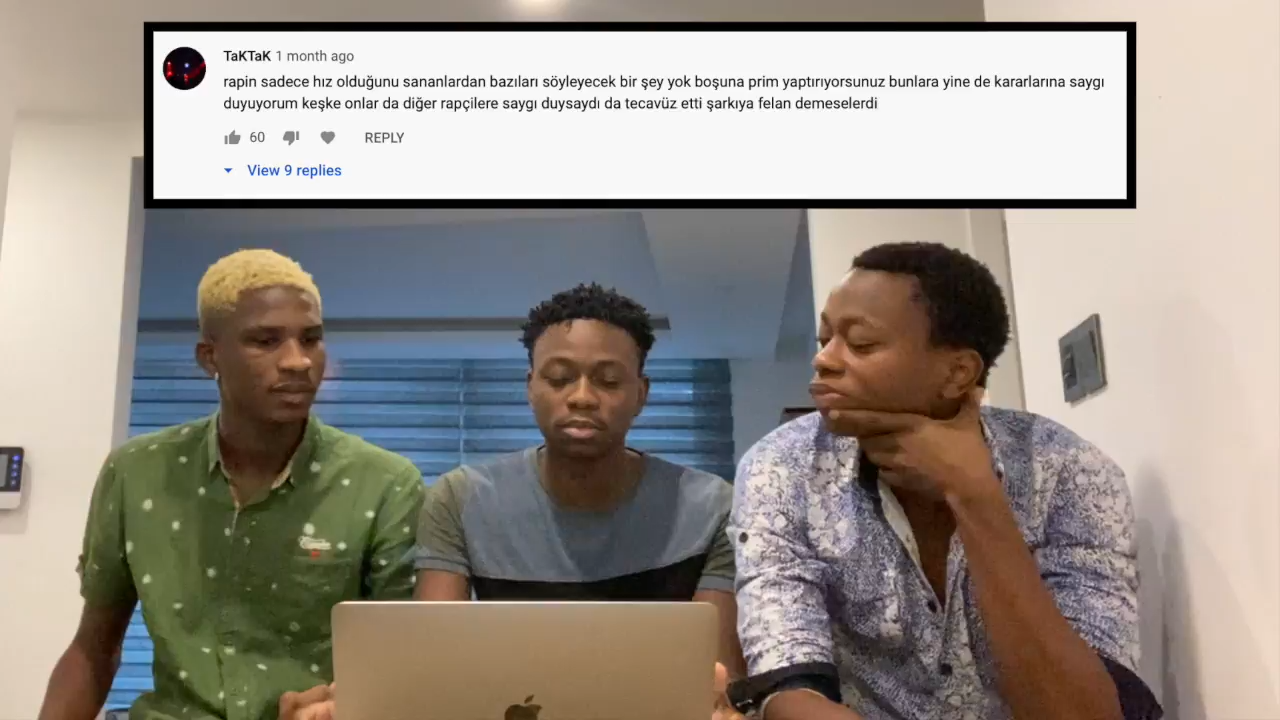 TaKTaK 1 month ago
rapin sadece hız olduğunu sananlardan bazıları söyleyecek bir şey yok boşuna prim yaptırıyorsunuz bunlara yine de kararlarına saygı
duyuyorum keşke onlar da diğer rapçilere saygı duysaydı da tecavüz etti şarkıya felan demeselerdi
60 REPLY
View 9 replies